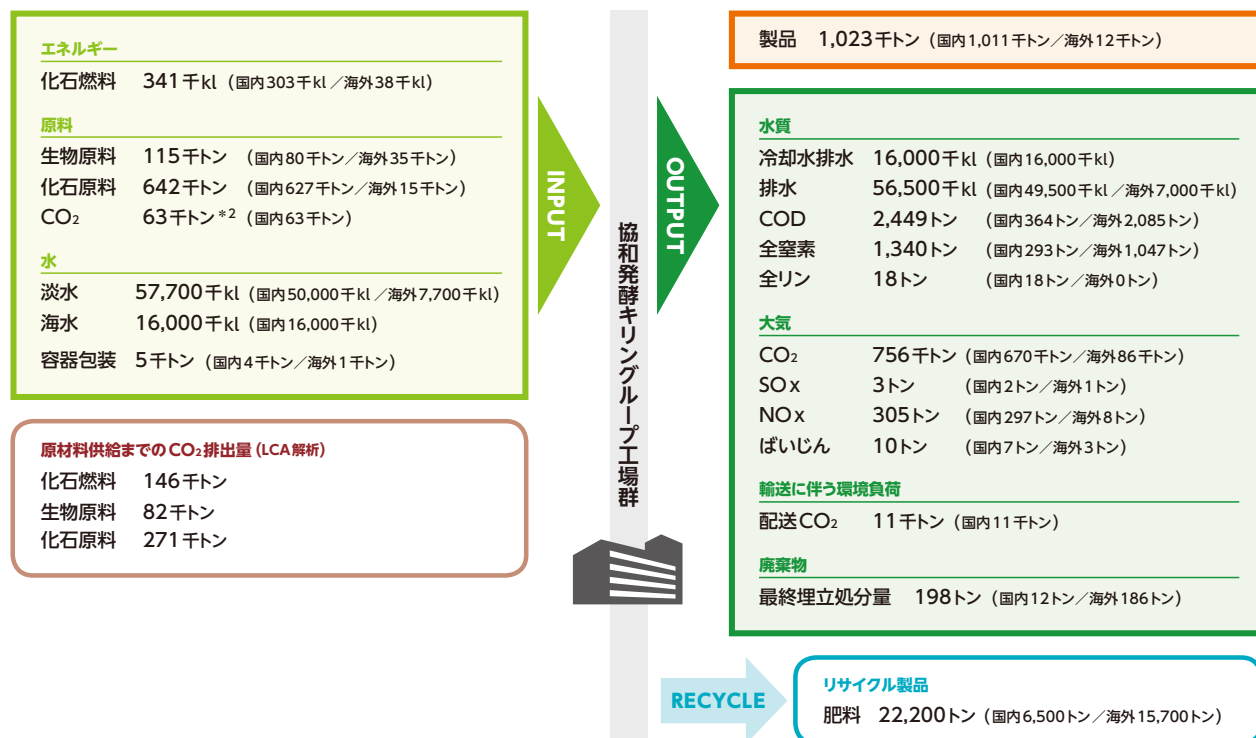 エネルギー
化石燃料 341千kl (国内303千kl/海外38千kl)
原料
生物原料 115千トン (国内80千トン/海外35千トン)
化石原料 642千トン (国内627千トン/海外15千トン)
CO₂ 63千トン*2 (国内63千トン)
水
淡水 57,700千kl (国内50,000千kl/海外7,700千kl)
海水 16,000千kl (国内16,000千kl)
容器包装 5千トン (国内4千トン/海外1千トン)
原材料供給までのCO₂排出量(LCA解析)
化石燃料 146千トン
生物原料 82千トン
化石原料 271千トン
INPUT
協和発酵キリングループ工場群
OUTPUT
製品 1,023千トン (国内1,011千トン/海外12千トン)
水質
冷却水排水 16,000千kl (国内16,000千kl)
排水 56,500千kl (国内49,500千kl/海外7,000千kl)
COD 2,449トン (国内364トン/海外2,085トン)
全窒素 1,340トン (国内293トン/海外1,047トン)
全リン 18トン (国内18トン/海外0トン)
大気
CO₂ 756千トン (国内670千トン/海外86千トン)
SOx 3トン (国内2トン/海外1トン)
NOx 305トン (国内297トン/海外8トン)
ばいじん 10トン (国内7トン/海外3トン)
輸送に伴う環境負荷
配送CO₂ 11千トン (国内11千トン)
廃棄物
最終埋立処分量 198トン (国内12トン/海外186トン)
RECYCLE
リサイクル製品
肥料 22,200トン (国内6,500トン/海外15,700トン)